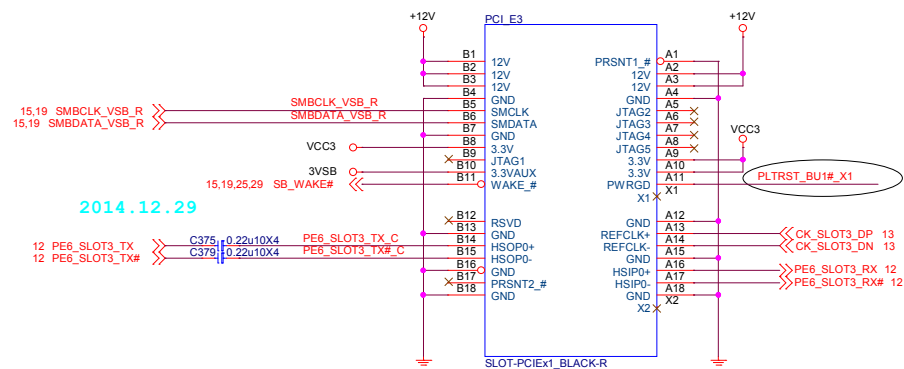 PCI_E3
+12V
+12V
B1 12V PRSNT1_# A1
B2 12V 12V A2
B3 12V 12V A3
B4 GND GND A4
15,19 SMBCLK_VSB_R SMBCLK_VSB_R B5 SMCLK JTAG2 A5
15,19 SMBDATA_VSB_R SMBDATA_VSB_R B6 SMDATA JTAG3 A6
B7 GND JTAG4 A7
VCC3 B8 3.3V JTAG5 A8 VCC3
B9 JTAG1 3.3V A9
3VSB B10 3.3VAUX 3.3V A10
15,19,25,29 SB_WAKE# B11 WAKE_# PWRGD A11 PLTRST_BU1#_X1
X1 X1
2014.12.29
B12 RSVD GND A12
B13 GND REFCLK+ A13 CK_SLOT3_DP 13
12 PE6_SLOT3_TX C375 0.22u10X4 PE6_SLOT3_TX_C B14 HSOP0+ REFCLK- A14 CK_SLOT3_DN 13
12 PE6_SLOT3_TX# C379 0.22u10X4 PE6_SLOT3_TX#_C B15 HSOP0- GND A15
B16 GND HSIP0+ A16 PE6_SLOT3_RX 12
B17 PRSNT2_# HSIP0- A17 PE6_SLOT3_RX# 12
B18 GND GND A18
X2 X2
SLOT-PCIEx1_BLACK-R